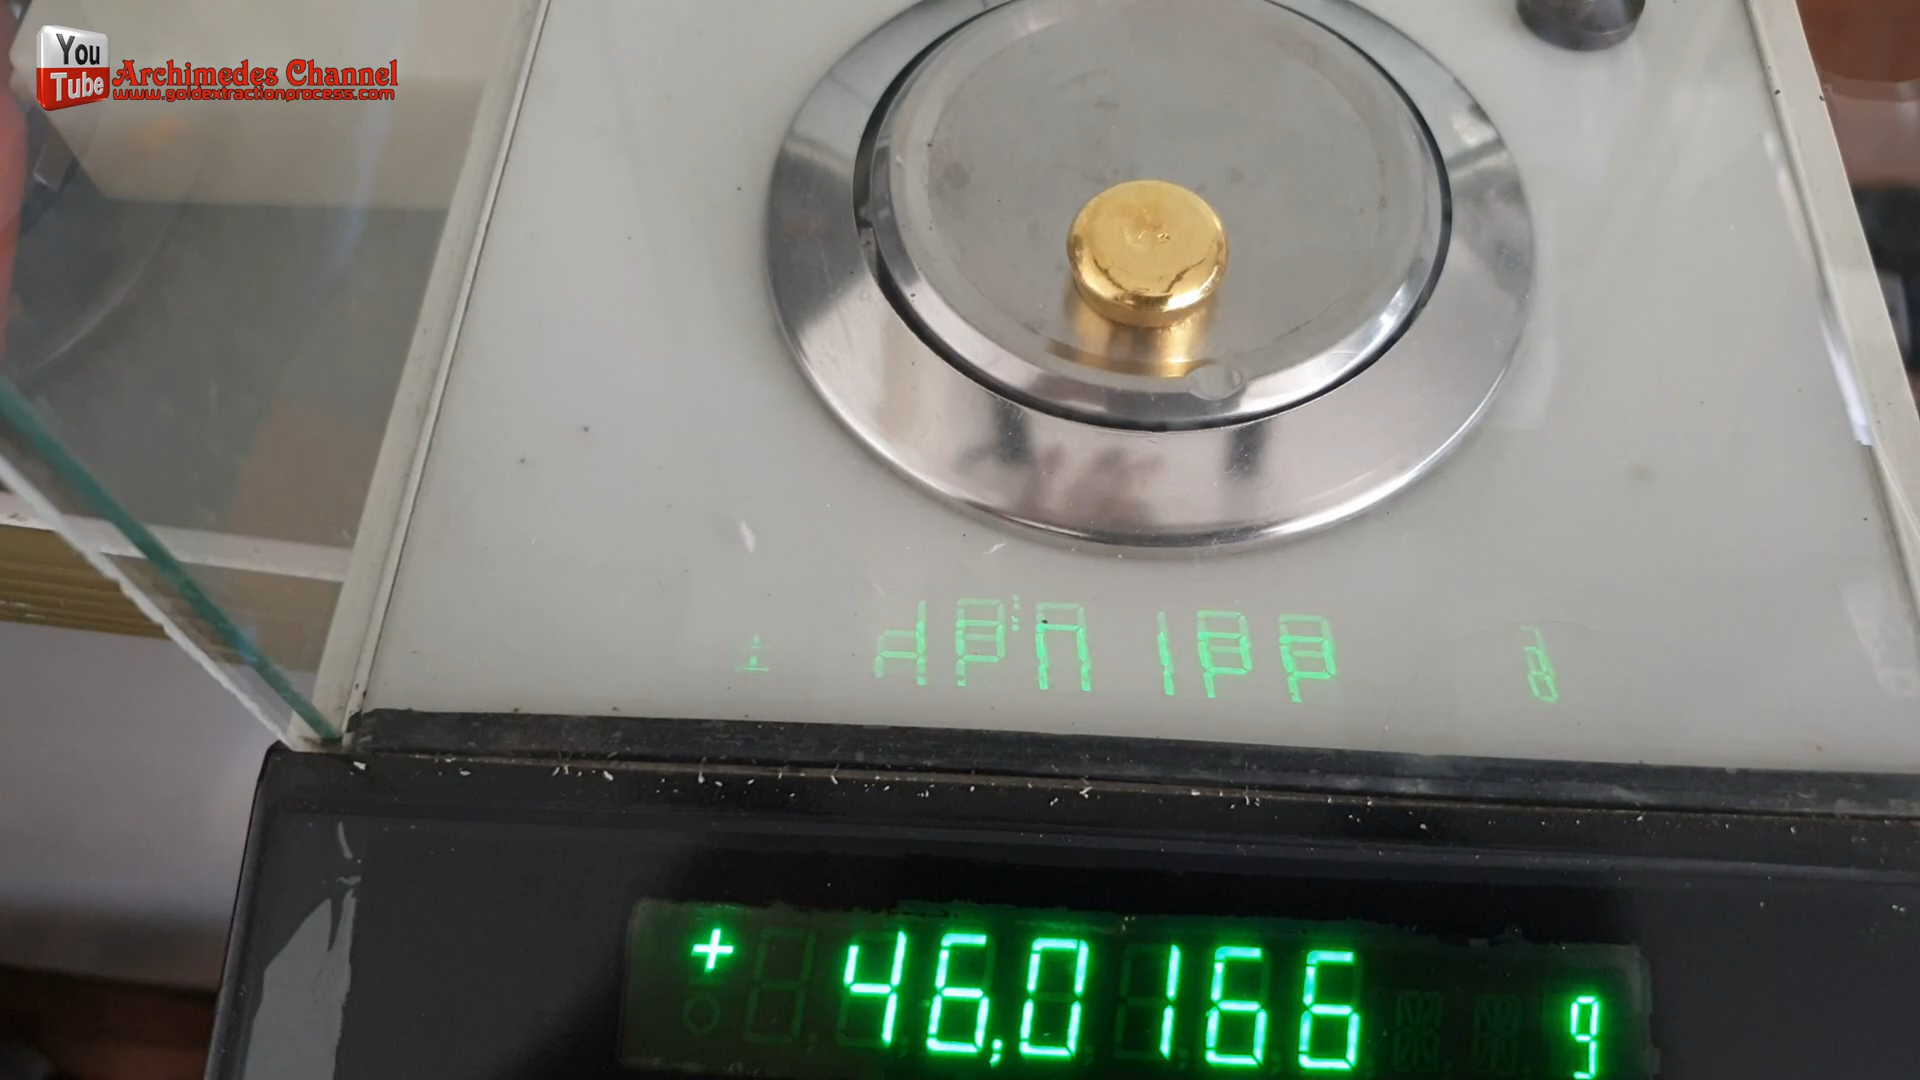 You
Tube
Archimedes Channel
www.goldextractionprocess.com
+ 46,0166 g